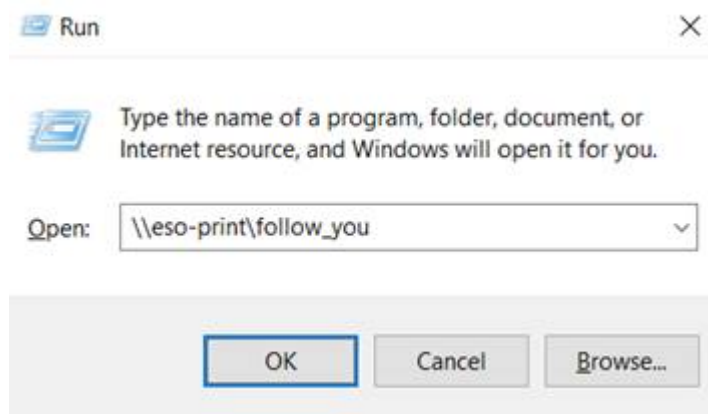 Run
Type the name of a program, folder, document, or
Internet resource, and Windows will open it for you.
Open: \\eso-print\follow_you
OK Cancel Browse...